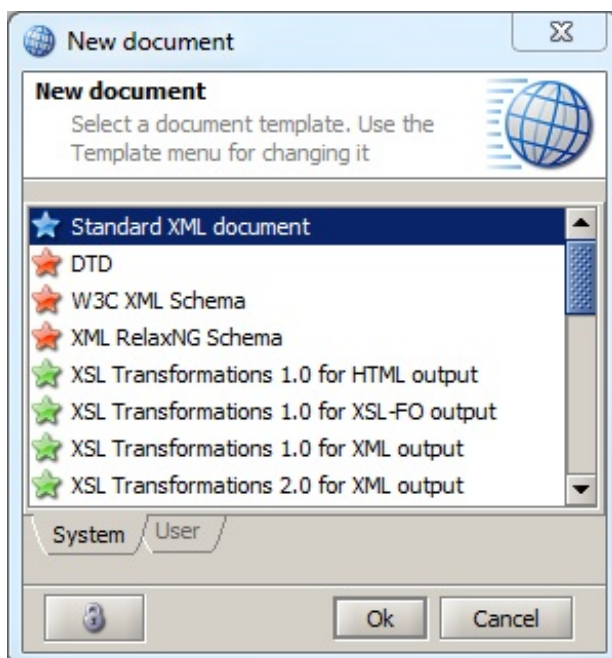 New document
New document
Select a document template. Use the
Template menu for changing it
Standard XML document
DTD
W3C XML Schema
XML RelaxNG Schema
XSL Transformations 1.0 for HTML output
XSL Transformations 1.0 for XSL-FO output
XSL Transformations 1.0 for XML output
XSL Transformations 2.0 for XML output
System User
Ok Cancel